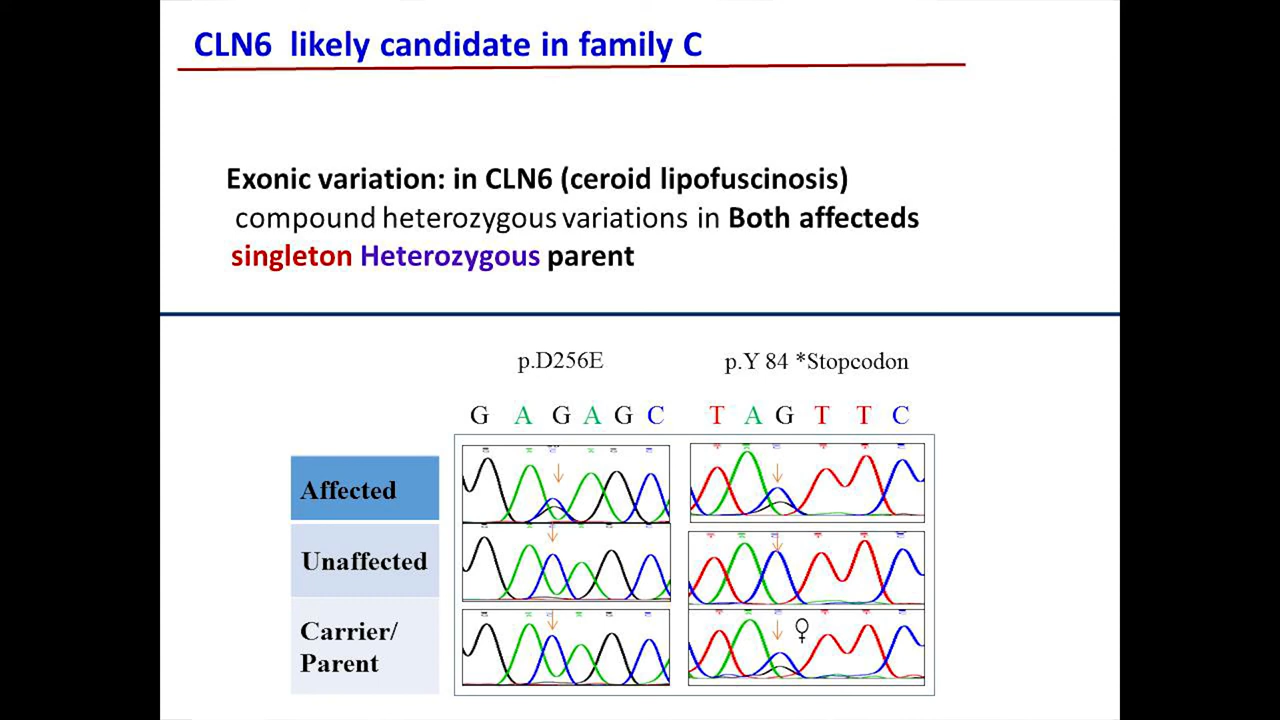 CLN6 likely candidate in family C
Exonic variation: in CLN6 (ceroid lipofuscinosis)
compound heterozygous variations in Both affecteds
singleton Heterozygous parent
p.D256E
p.Y 84 *Stopcodon
G A G A G C
T A G T T C
Affected
Unaffected
Carrier/
Parent
♀